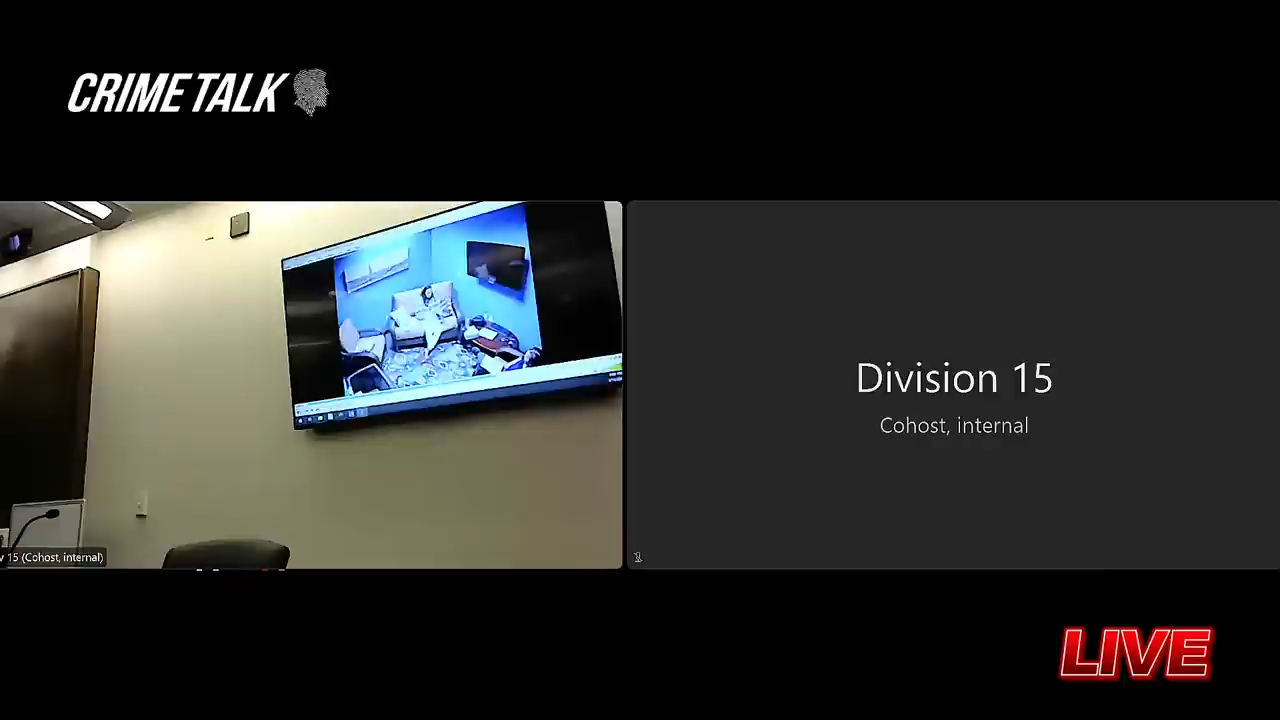 CRIME TALK
Division 15
Cohost, internal
v 15 (Cohost, internal)
LIVE